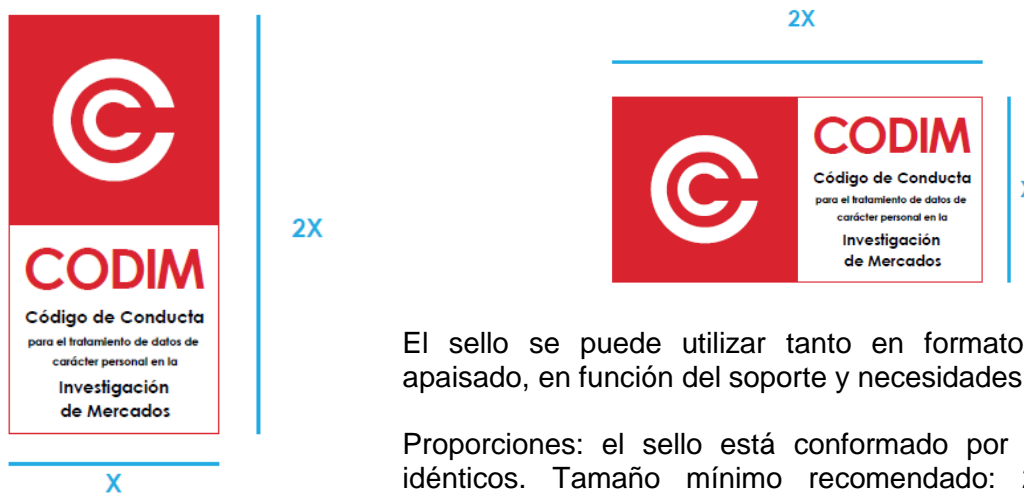 CODIM
Código de Conducta
para el tratamiento de datos de
carácter personal en la
Investigación
de Mercados
2X
X
2X
CODIM
Código de Conducta
para el tratamiento de datos de
carácter personal en la
Investigación
de Mercados
El sello se puede utilizar tanto en formato
apaisado, en función del soporte y necesidades
Proporciones: el sello está conformado por
idénticos. Tamaño mínimo recomendado: